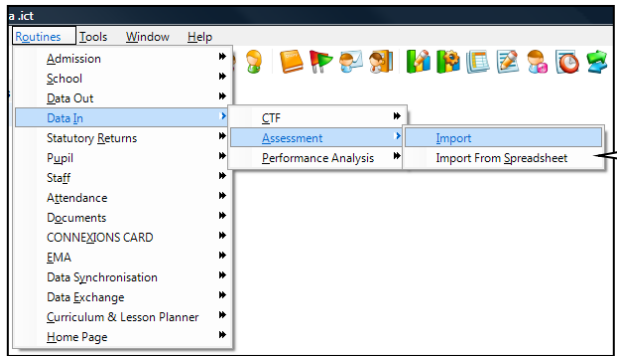 a .ict
Routines Tools Window Help
Admission
School
Data Out
Data In
Statutory Returns
Pupil
Staff
Attendance
Documents
CONNEXIONS CARD
EMA
Data Synchronisation
Data Exchange
Curriculum & Lesson Planner
Home Page
CTF
Assessment
Performance Analysis
Import
Import From Spreadsheet